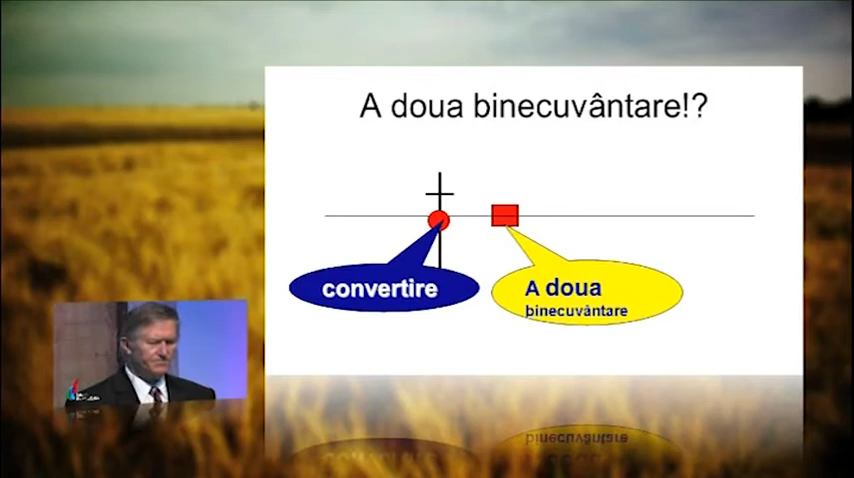 A doua binecuvântare!?
convertire
A doua
binecuvântare